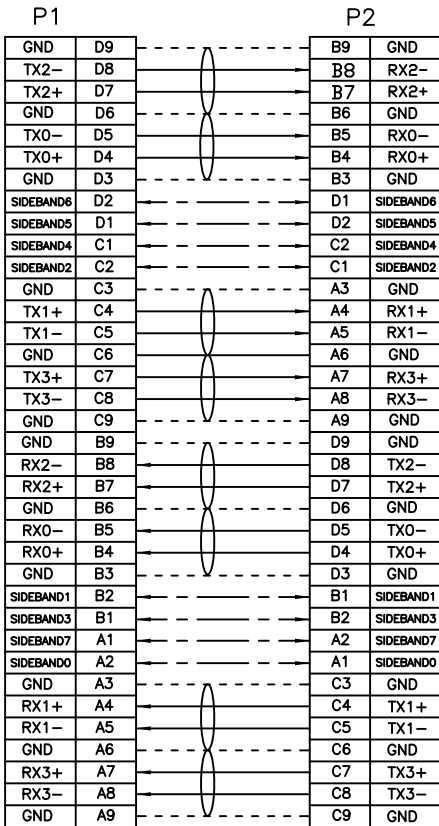 P1 P2
GND D9 B9 GND
TX2- D8 B8 RX2-
TX2+ D7 B7 RX2+
GND D6 B6 GND
TX0- D5 B5 RX0-
TX0+ D4 B4 RX0+
GND D3 B3 GND
SIDEBAND6 D2 D1 SIDEBAND6
SIDEBAND5 D1 D2 SIDEBAND5
SIDEBAND4 C1 C2 SIDEBAND4
SIDEBAND2 C2 C1 SIDEBAND2
GND C3 A3 GND
TX1+ C4 A4 RX1+
TX1- C5 A5 RX1-
GND C6 A6 GND
TX3+ C7 A7 RX3+
TX3- C8 A8 RX3-
GND C9 A9 GND
GND B9 D9 GND
RX2- B8 D8 TX2-
RX2+ B7 D7 TX2+
GND B6 D6 GND
RX0- B5 D5 TX0-
RX0+ B4 D4 TX0+
GND B3 D3 GND
SIDEBAND1 B2 B1 SIDEBAND1
SIDEBAND3 B1 B2 SIDEBAND3
SIDEBAND7 A1 A2 SIDEBAND7
SIDEBAND0 A2 A1 SIDEBAND0
GND A3 C3 GND
RX1+ A4 C4 TX1+
RX1- A5 C5 TX1-
GND A6 C6 GND
RX3+ A7 C7 TX3+
RX3- A8 C8 TX3-
GND A9 C9 GND